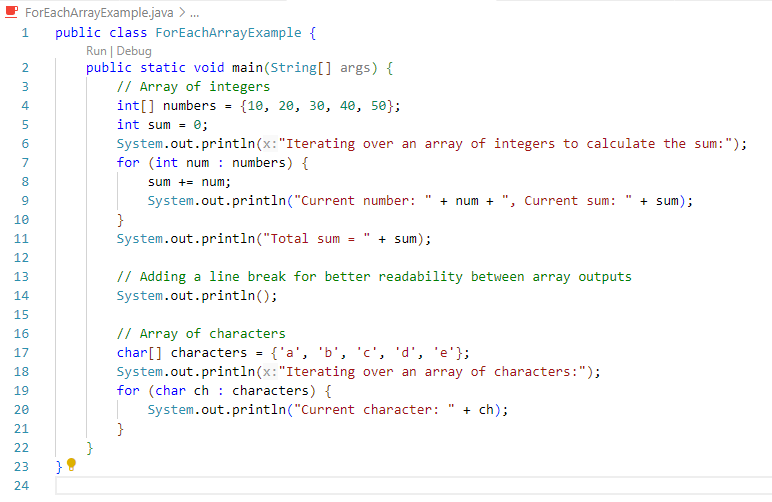 ForEachArrayExample.java > ...
1 public class ForEachArrayExample {
Run | Debug
2 public static void main(String[] args) {
3 // Array of integers
4 int[] numbers = {10, 20, 30, 40, 50};
5 int sum = 0;
6 System.out.println(x:"Iterating over an array of integers to calculate the sum:");
7 for (int num : numbers) {
8 sum += num;
9 System.out.println("Current number: " + num + ", Current sum: " + sum);
10 }
11 System.out.println("Total sum = " + sum);
12
13 // Adding a line break for better readability between array outputs
14 System.out.println();
15
16 // Array of characters
17 char[] characters = {'a', 'b', 'c', 'd', 'e'};
18 System.out.println(x:"Iterating over an array of characters:");
19 for (char ch : characters) {
20 System.out.println("Current character: " + ch);
21 }
22 }
23 }
24